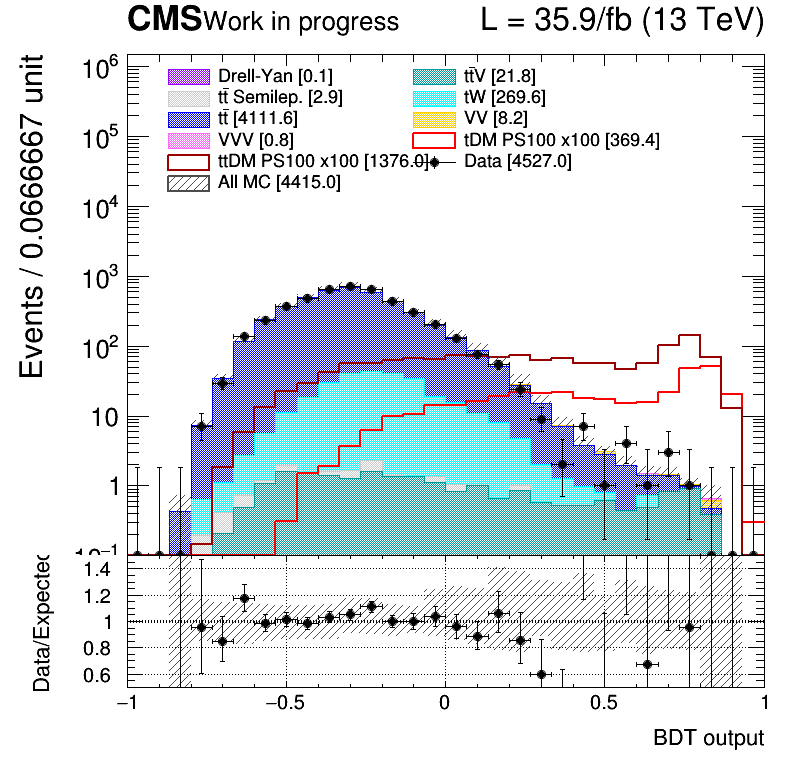 CMS Work in progress L = 35.9/fb (13 TeV)
Events / 0.0666667 unit
10⁶
10⁵
10⁴
10³
10²
10
1
10⁻¹
Drell-Yan [0.1]
tt̄V [21.8]
tt̄ Semilep. [2.9]
tW [269.6]
tt̄ [4111.6]
VV [8.2]
VVV [0.8]
tDM PS100 x100 [369.4]
ttDM PS100 x100 [1376.0]
Data [4527.0]
All MC [4415.0]
Data/Expected
1.4
1.2
1
0.8
0.6
−1 −0.5 0 0.5 1
BDT output